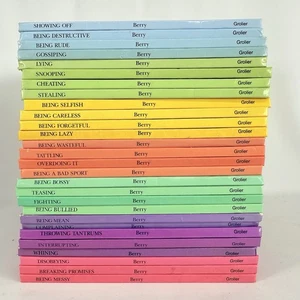 SHOWING OFF Berry Grolier
BEING DESTRUCTIVE Berry Grolier
BEING RUDE Berry Grolier
GOSSIPING Berry Grolier
LYING Berry Grolier
SNOOPING Berry Grolier
CHEATING Berry Grolier
STEALING Berry Grolier
BEING SELFISH Berry Grolier
BEING CARELESS Berry Grolier
BEING FORGETFUL Berry Grolier
BEING LAZY Berry Grolier
BEING WASTEFUL Berry Grolier
TATTLING Berry Grolier
OVERDOING IT Berry Grolier
BEING A BAD SPORT Berry Grolier
BEING BOSSY Berry Grolier
TEASING Berry Grolier
FIGHTING Berry Grolier
BEING BULLIED Berry Grolier
BEING MEAN Berry Grolier
COMPLAINING Berry Grolier
THROWING TANTRUMS Berry Grolier
INTERRUPTING Berry Grolier
WHINING Berry Grolier
DISOBEYING Berry Grolier
BREAKING PROMISES Berry Grolier
BEING MESSY Berry Grolier